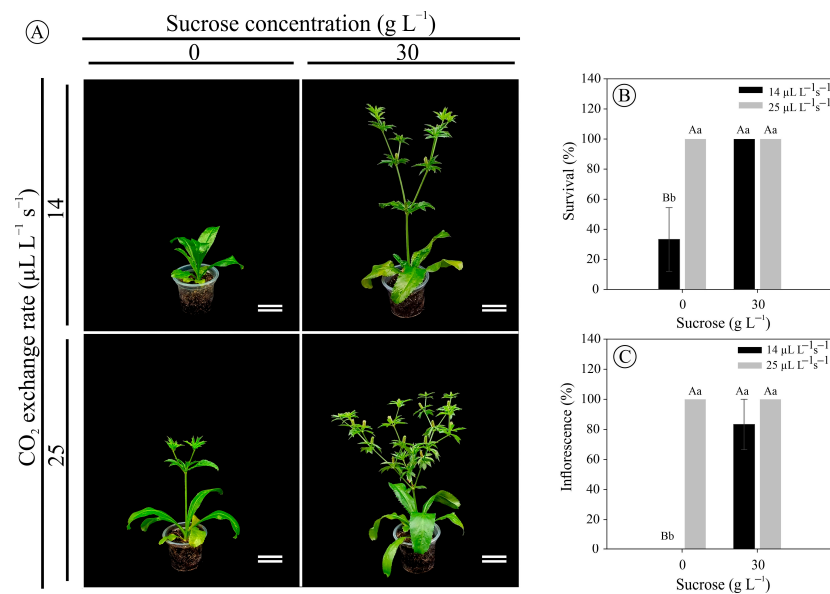 A
Sucrose concentration (g L⁻¹)
0
30
CO₂ exchange rate (µL L⁻¹ s⁻¹)
14
25
B
14 µL L⁻¹s⁻¹
25 µL L⁻¹s⁻¹
140
120
100
80
60
40
20
0
Survival (%)
Bb
Aa
Aa
Aa
0
30
Sucrose (g L⁻¹)
C
14 µL L⁻¹s⁻¹
25 µL L⁻¹s⁻¹
140
120
100
80
60
40
20
0
Inflorescence (%)
Bb
Aa
Aa
Aa
0
30
Sucrose (g L⁻¹)